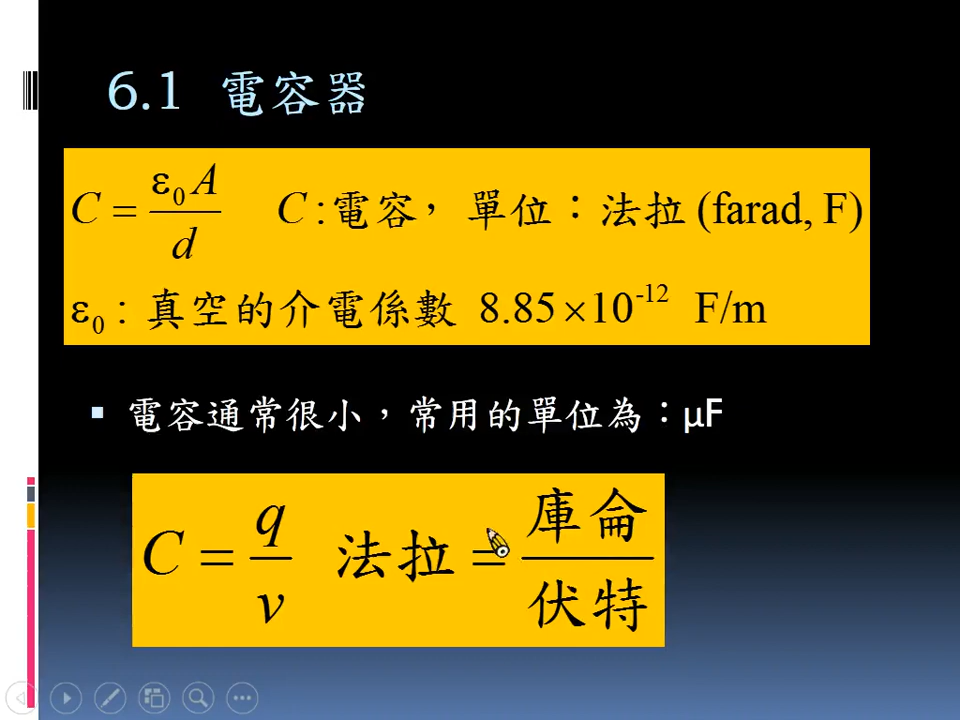 6.1 電容器
C = ε₀A / d C : 電容， 單位：法拉 (farad, F)
ε₀ : 真空的介電係數 8.85×10⁻¹² F/m
電容通常很小，常用的單位為：μF
C = q / v 法拉 = 庫侖 / 伏特